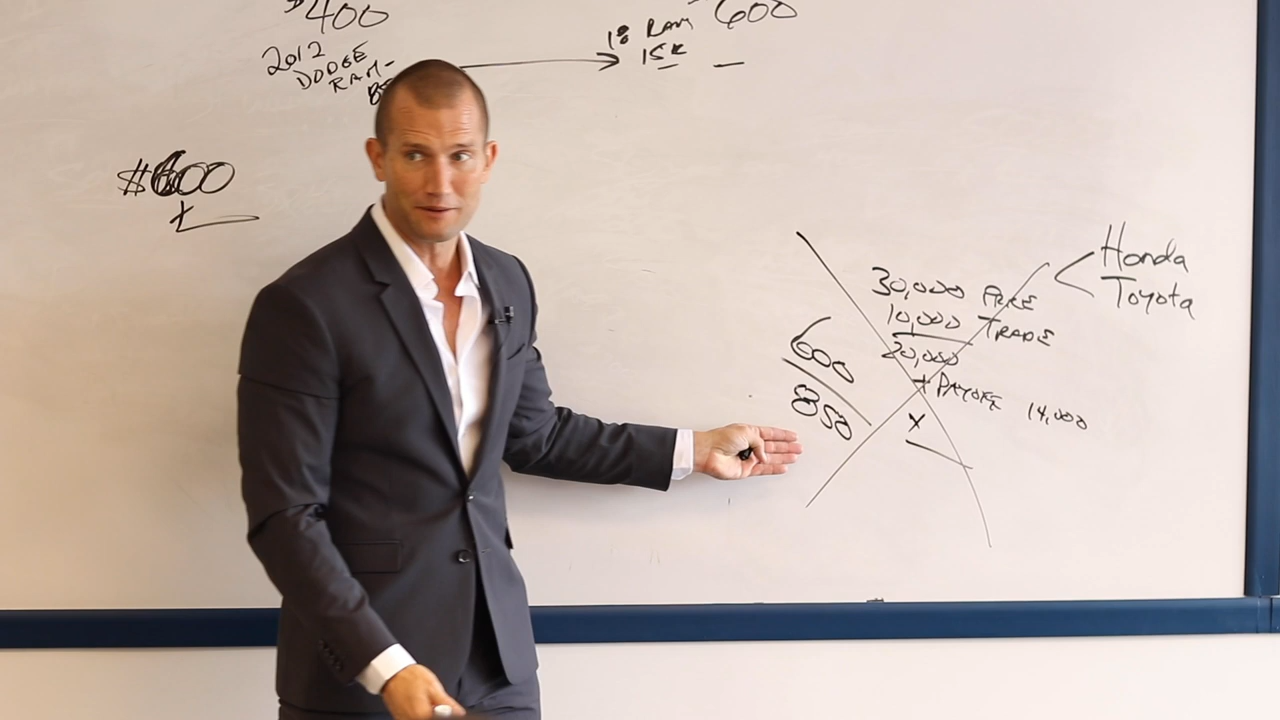 $400
2012
DODGE
RAM-
18 RAM
15K
600
$600
Honda
Toyota
30,000 PRICE
10,000 TRADE
20,000
+ PAYOFF 14,000
x
600
850